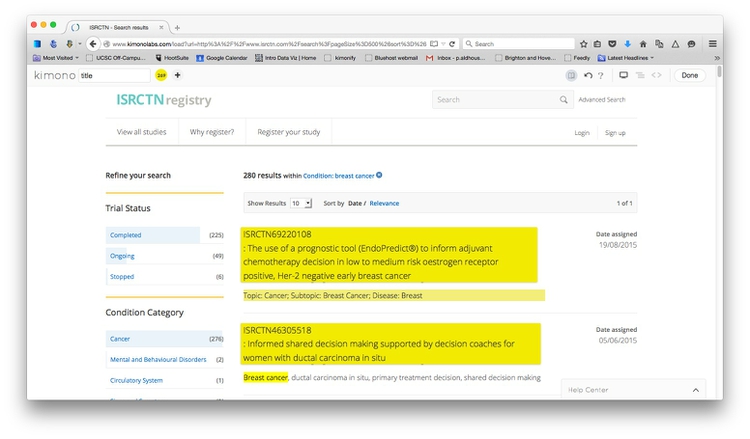 ISRCTN - Search results
www.kimonolabs.com/load?url=http%3A%2F%2Fwww.isrctn.com%2Fsearch%3FpageSize%3D500%26sort%3D%26
Search
Most Visited
UCSC Off-Campu...
HootSuite
Google Calendar
Intro Data Viz | Home
kimonify
Bluehost webmail
Inbox - p.aldhous...
Brighton and Hove...
Feedly
Latest Headlines
kimono
title
269
Done
ISRCTN registry
Search
Advanced Search
View all studies
Why register?
Register your study
Login
Sign up
Refine your search
280 results within Condition: breast cancer
Show Results 10
Sort by Date / Relevance
1 of 1
Trial Status
Completed (225)
Ongoing (49)
Stopped (6)
ISRCTN69220108
: The use of a prognostic tool (EndoPredict®) to inform adjuvant
chemotherapy decision in low to medium risk oestrogen receptor
positive, Her-2 negative early breast cancer
Topic: Cancer; Subtopic: Breast Cancer; Disease: Breast
Date assigned
19/08/2015
Condition Category
Cancer (276)
Mental and Behavioural Disorders (2)
Circulatory System (1)
ISRCTN46305518
: Informed shared decision making supported by decision coaches for
women with ductal carcinoma in situ
Breast cancer, ductal carcinoma in situ, primary treatment decision, shared decision making
Date assigned
05/06/2015
Help Center